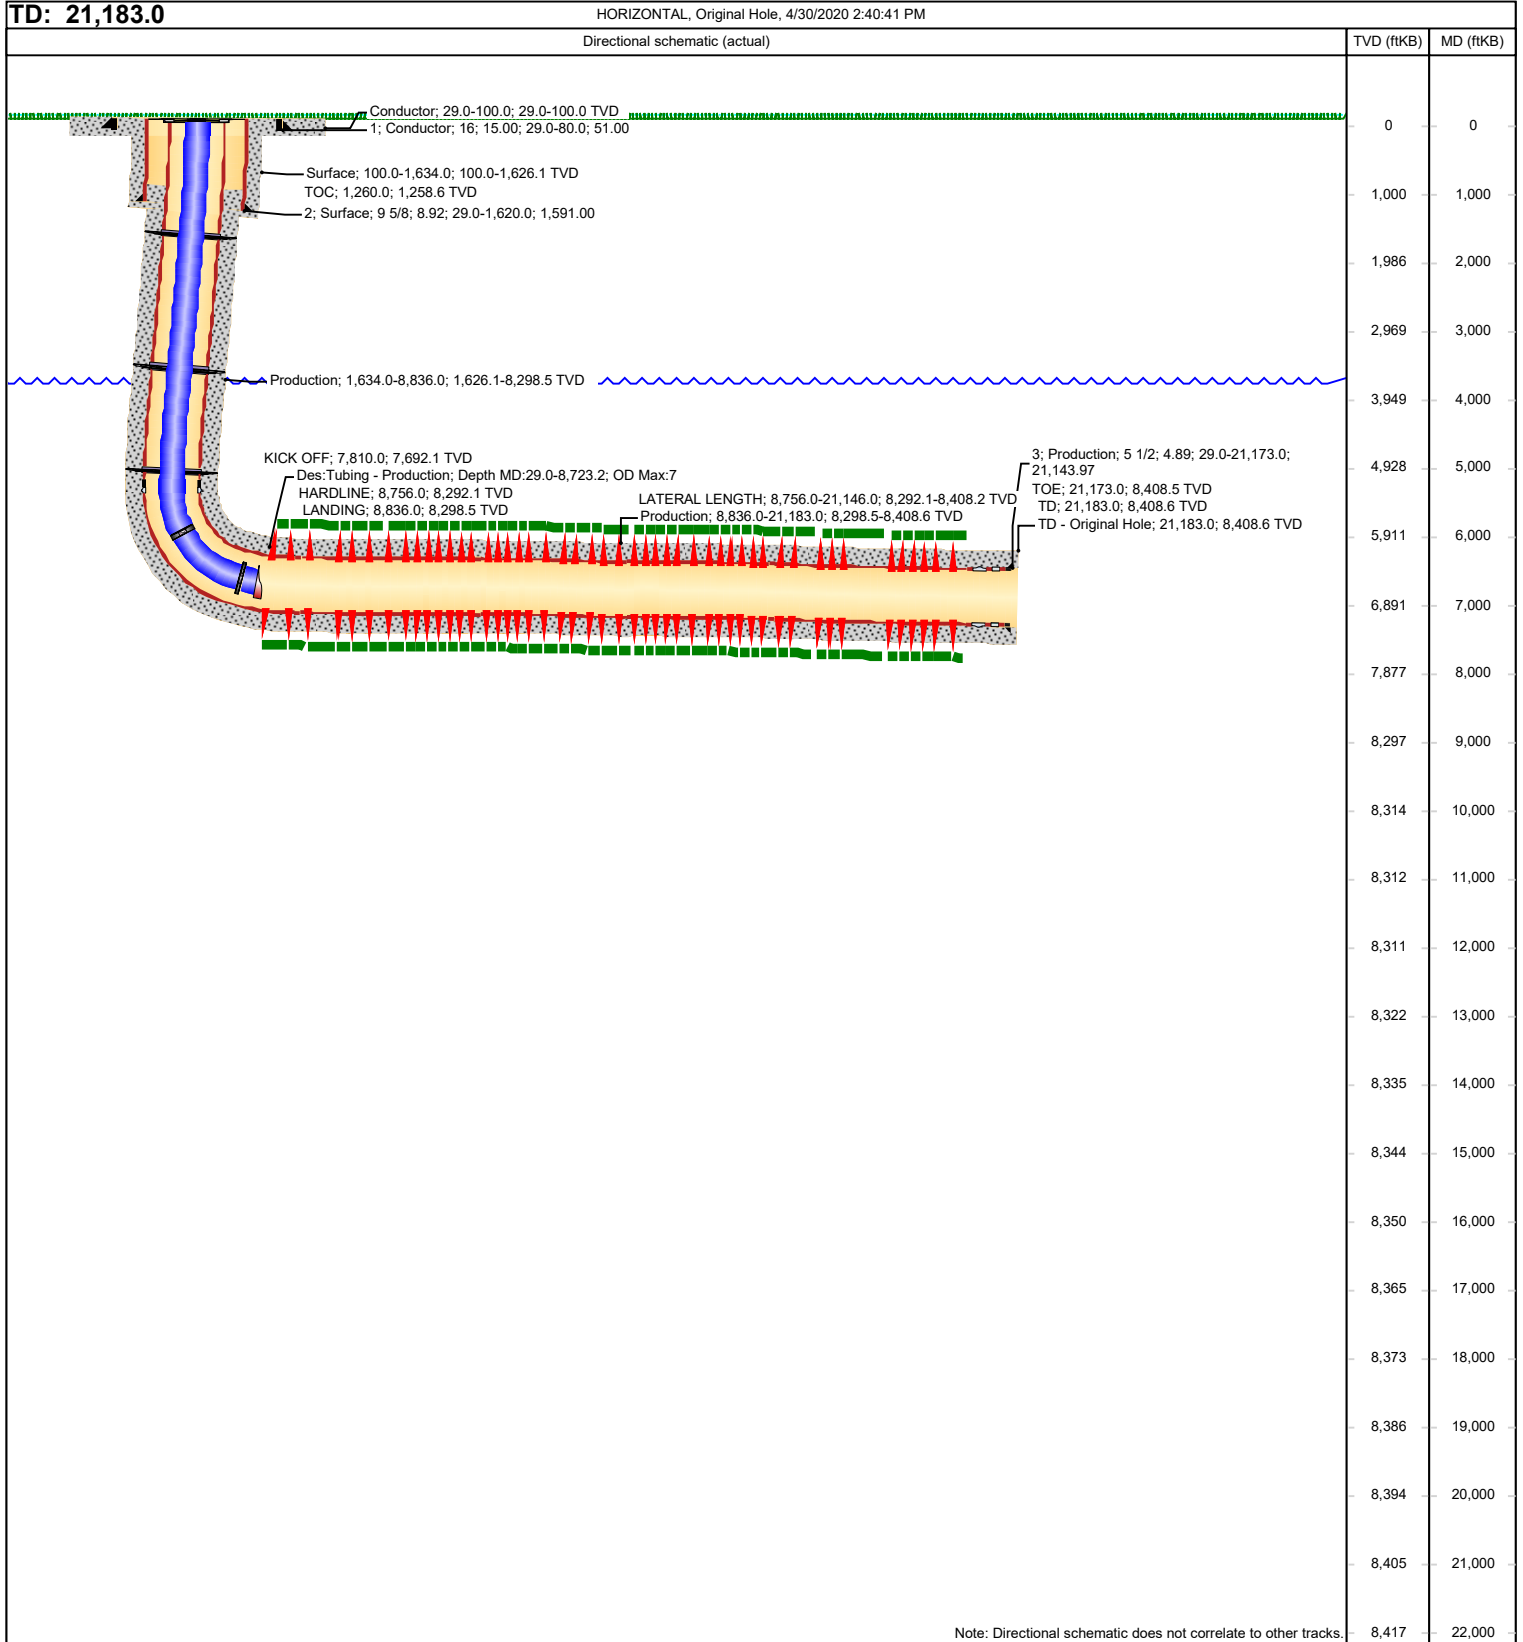 TD: 21,183.0
HORIZONTAL, Original Hole, 4/30/2020 2:40:41 PM
Directional schematic (actual)
TVD (ftKB)
MD (ftKB)
Conductor; 29.0-100.0; 29.0-100.0 TVD
1; Conductor; 16; 15.00; 29.0-80.0; 51.00
Surface; 100.0-1,634.0; 100.0-1,626.1 TVD
TOC; 1,260.0; 1,258.6 TVD
2; Surface; 9 5/8; 8.92; 29.0-1,620.0; 1,591.00
Production; 1,634.0-8,836.0; 1,626.1-8,298.5 TVD
KICK OFF; 7,810.0; 7,692.1 TVD
Des:Tubing - Production; Depth MD:29.0-8,723.2; OD Max:7
HARDLINE; 8,756.0; 8,292.1 TVD
LANDING; 8,836.0; 8,298.5 TVD
LATERAL LENGTH; 8,756.0-21,146.0; 8,292.1-8,408.2 TVD
Production; 8,836.0-21,183.0; 8,298.5-8,408.6 TVD
3; Production; 5 1/2; 4.89; 29.0-21,173.0;
21,143.97
TOE; 21,173.0; 8,408.5 TVD
TD; 21,183.0; 8,408.6 TVD
TD - Original Hole; 21,183.0; 8,408.6 TVD
0 0
1,000 1,000
1,986 2,000
2,969 3,000
3,949 4,000
4,928 5,000
5,911 6,000
6,891 7,000
7,877 8,000
8,297 9,000
8,314 10,000
8,312 11,000
8,311 12,000
8,322 13,000
8,335 14,000
8,344 15,000
8,350 16,000
8,365 17,000
8,373 18,000
8,386 19,000
8,394 20,000
8,405 21,000
8,417 22,000
Note: Directional schematic does not correlate to other tracks.